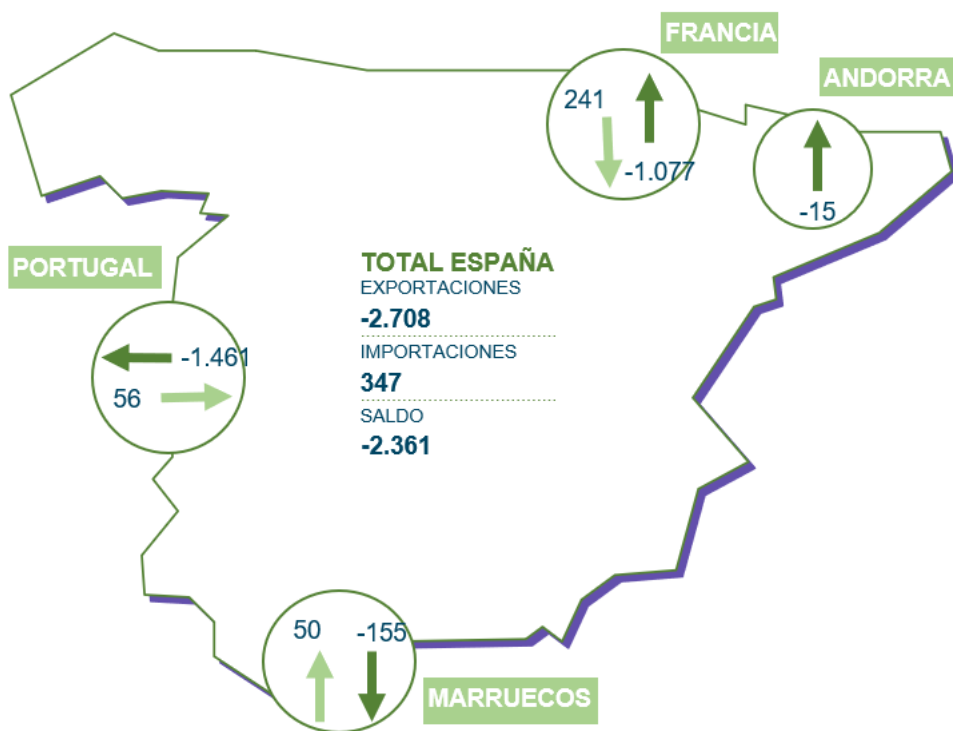 FRANCIA
241
-1.077
ANDORRA
-15
PORTUGAL
-1.461
56
TOTAL ESPAÑA
EXPORTACIONES
-2.708
IMPORTACIONES
347
SALDO
-2.361
50
-155
MARRUECOS